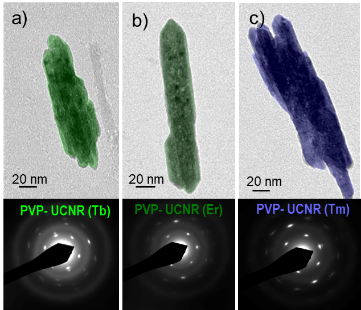 a) b) c)
20 nm 20 nm 20 nm
PVP- UCNR (Tb) PVP- UCNR (Er) PVP- UCNR (Tm)